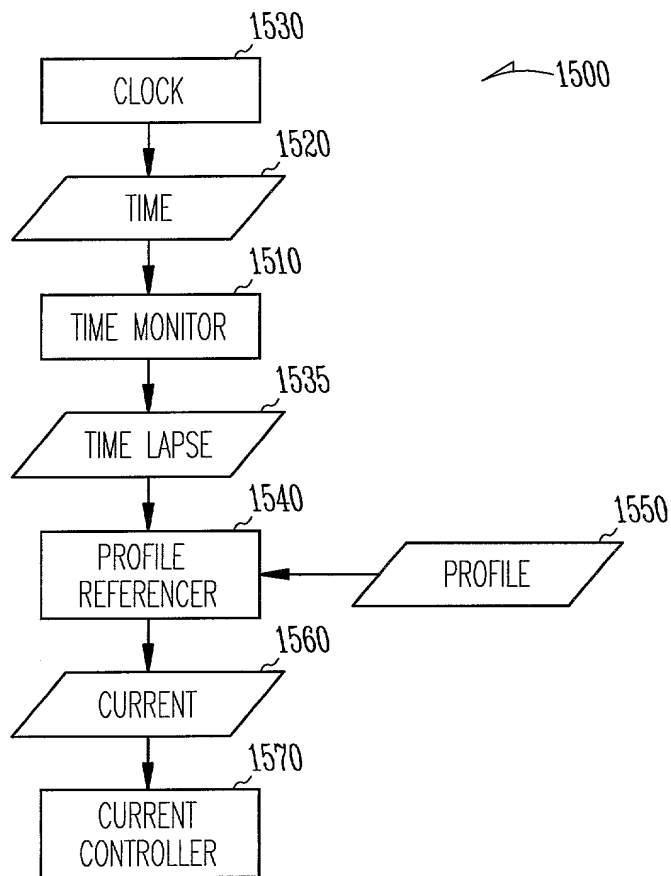 1530
CLOCK
1500
1520
TIME
1510
TIME MONITOR
1535
TIME LAPSE
1540
PROFILE
REFERENCER
1550
PROFILE
1560
CURRENT
1570
CURRENT
CONTROLLER